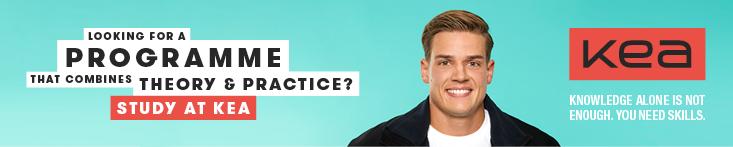 LOOKING FOR A
PROGRAMME
THAT COMBINES THEORY & PRACTICE?
STUDY AT KEA
kea
KNOWLEDGE ALONE IS NOT
ENOUGH. YOU NEED SKILLS.